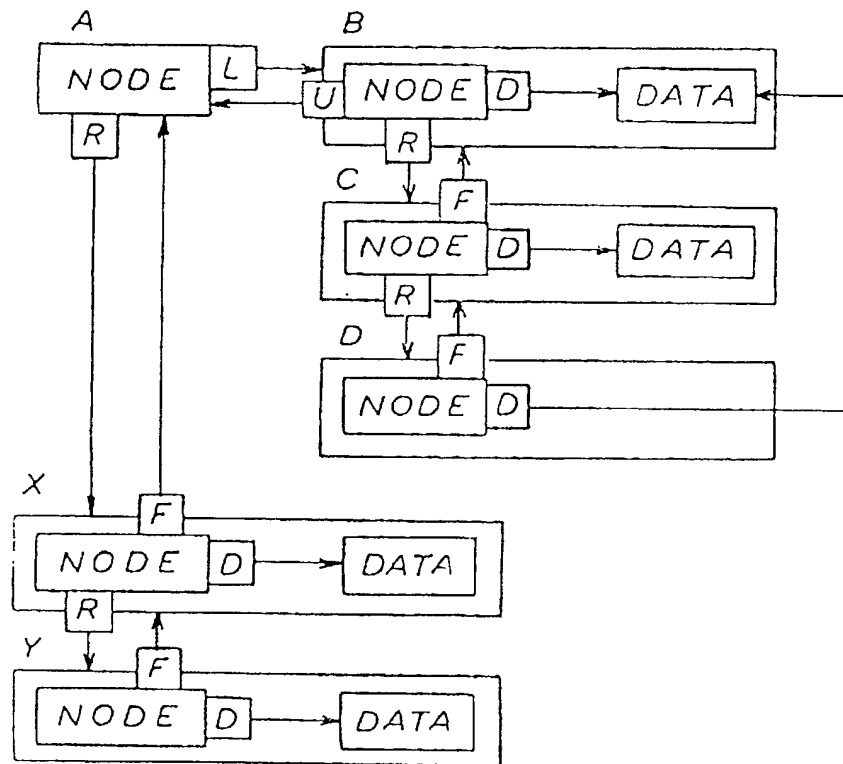 A
NODE L
R
B
U NODE D DATA
R
C
F
NODE D DATA
R
D
F
NODE D
X
F
NODE D DATA
R
Y
F
NODE D DATA